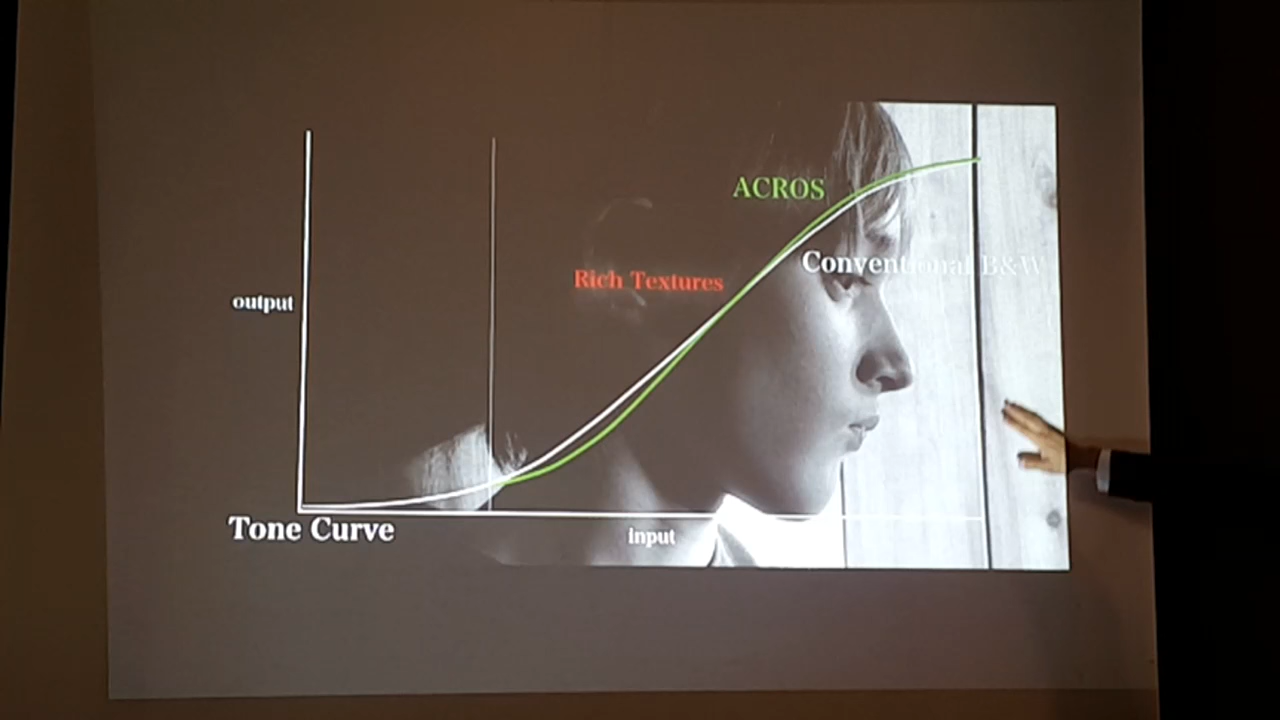 ACROS
Conventional B&W
Rich Textures
output
Tone Curve
input